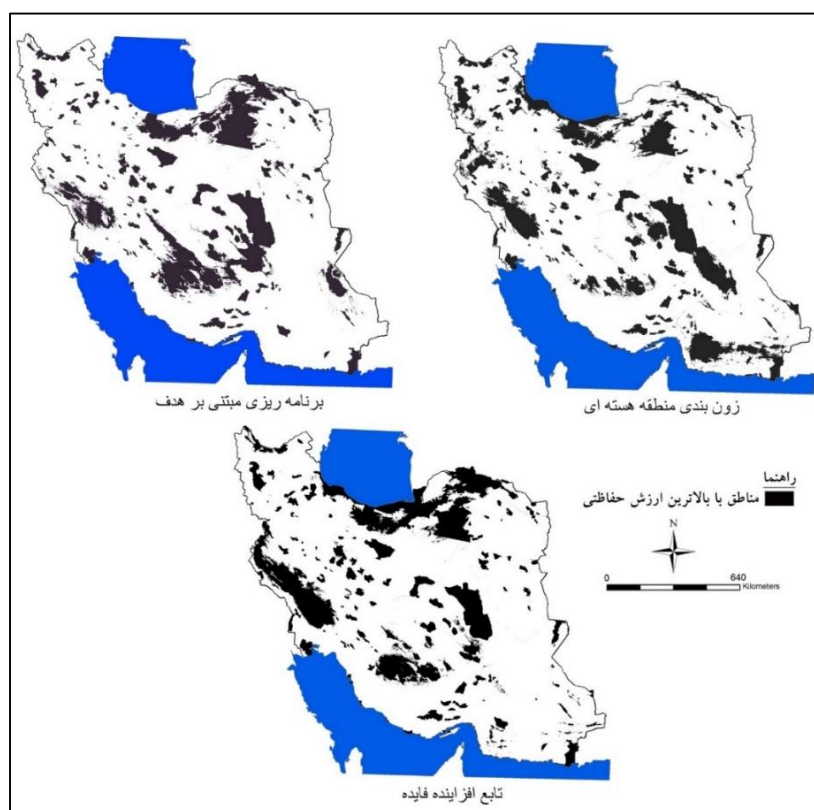 برنامه ریزی مبتنی بر هدف
زون بندی منطقه هسته ای
راهنما
مناطق با بالاترین ارزش حفاظتی
N
0 640
Kilometers
تابع افزاینده فایده